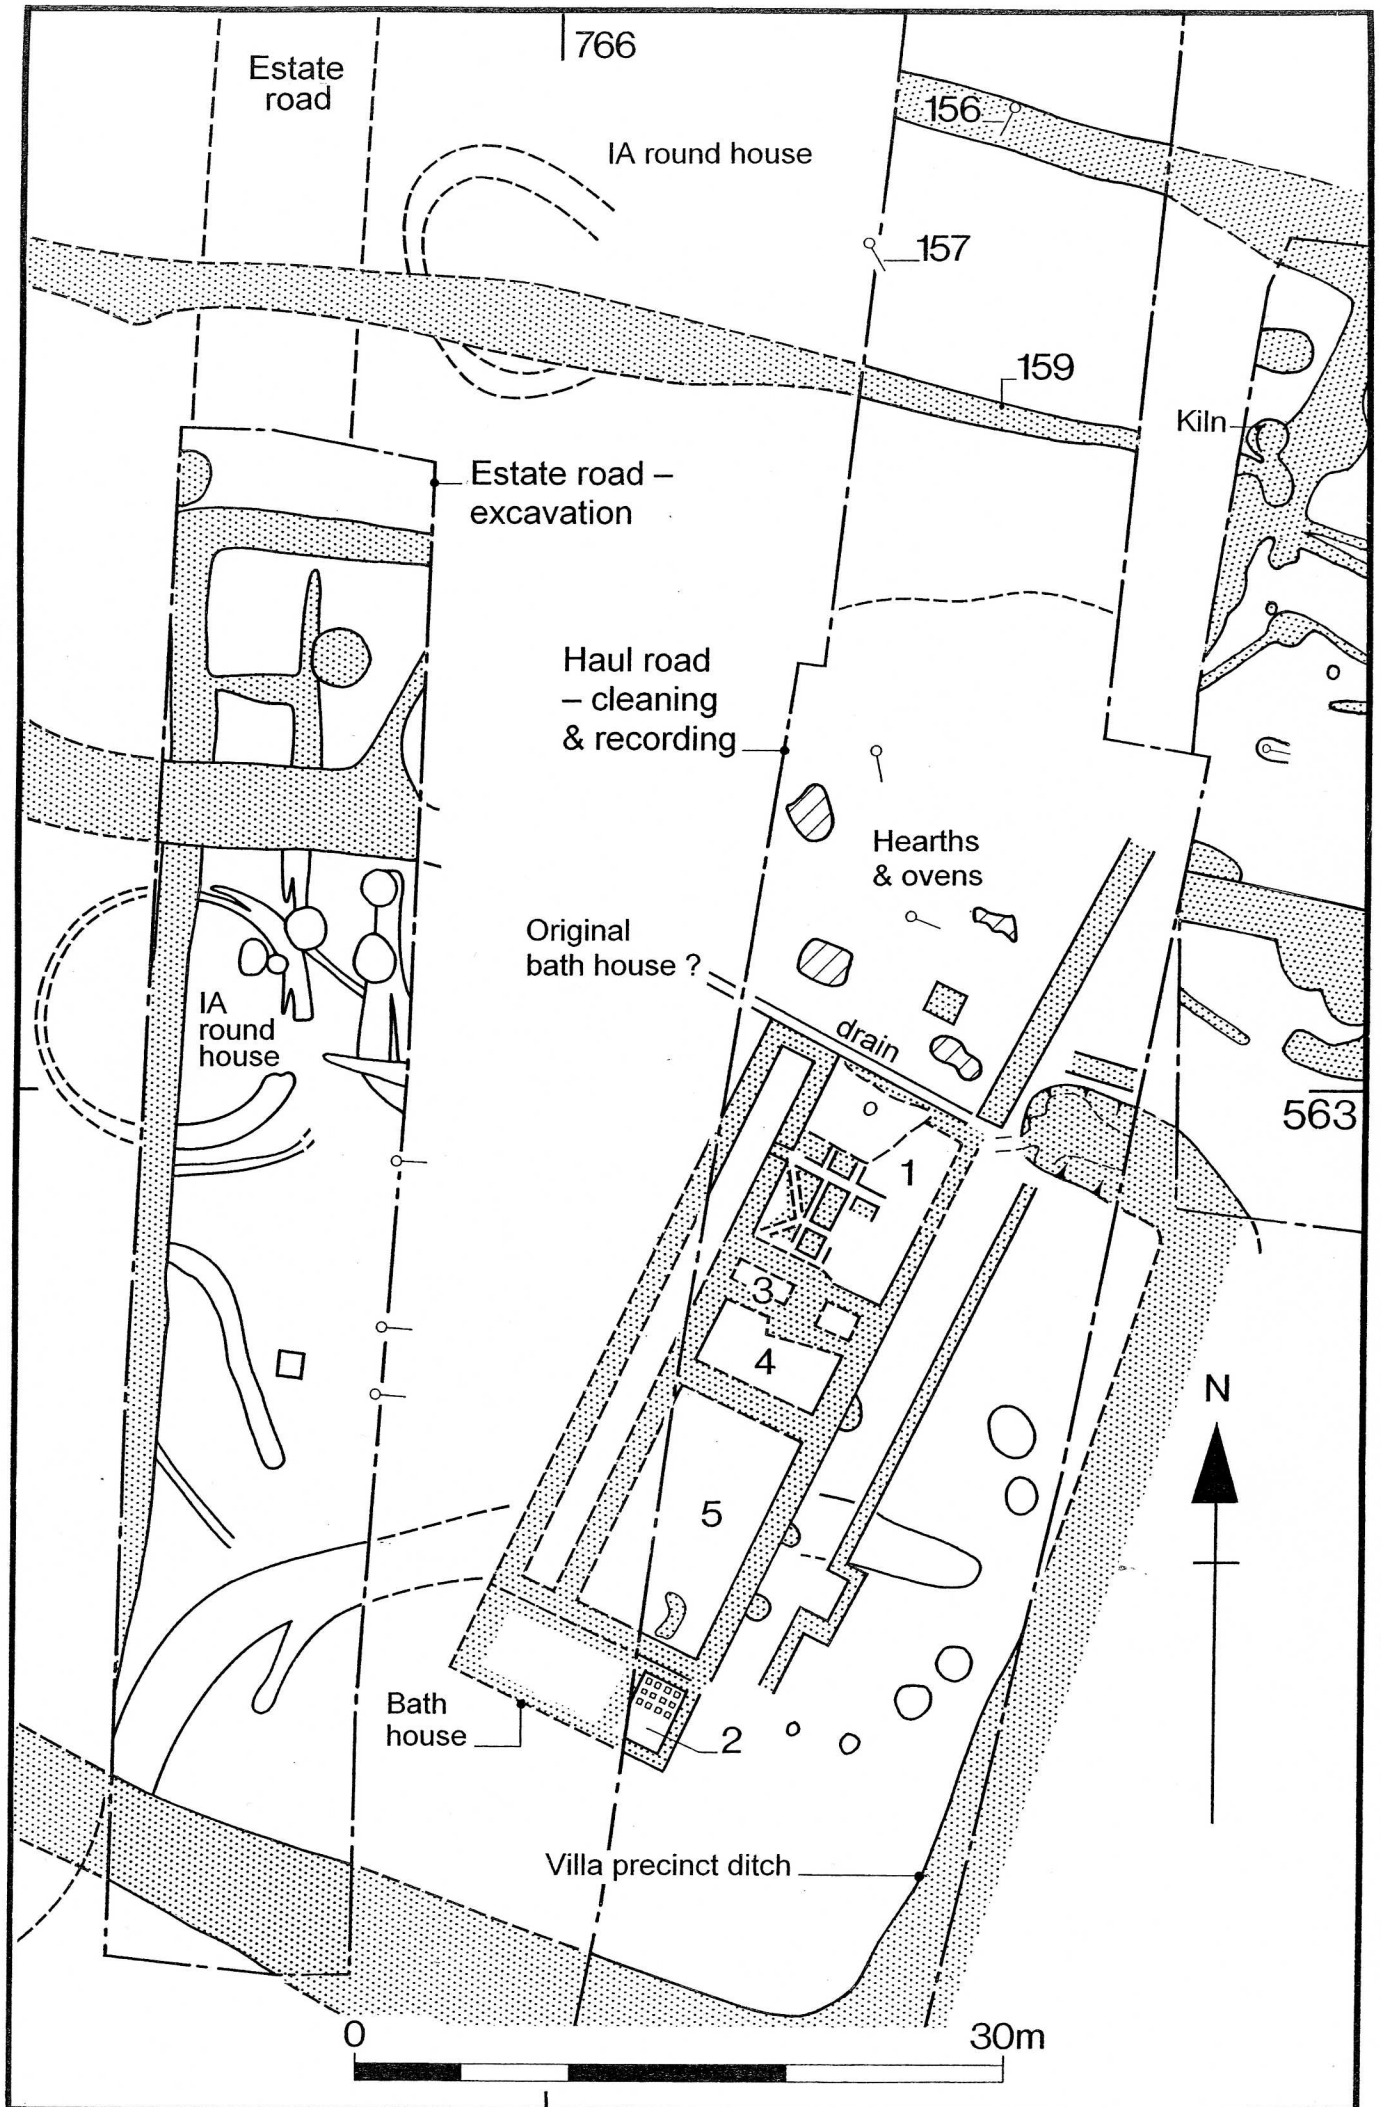 766
Estate
road
156
IA round house
157
159
Kiln
Estate road –
excavation
Haul road
– cleaning
& recording
Hearths
& ovens
Original
bath house ?
IA
round
house
drain
563
1
3
4
N
5
Bath
house
2
Villa precinct ditch
0
30m